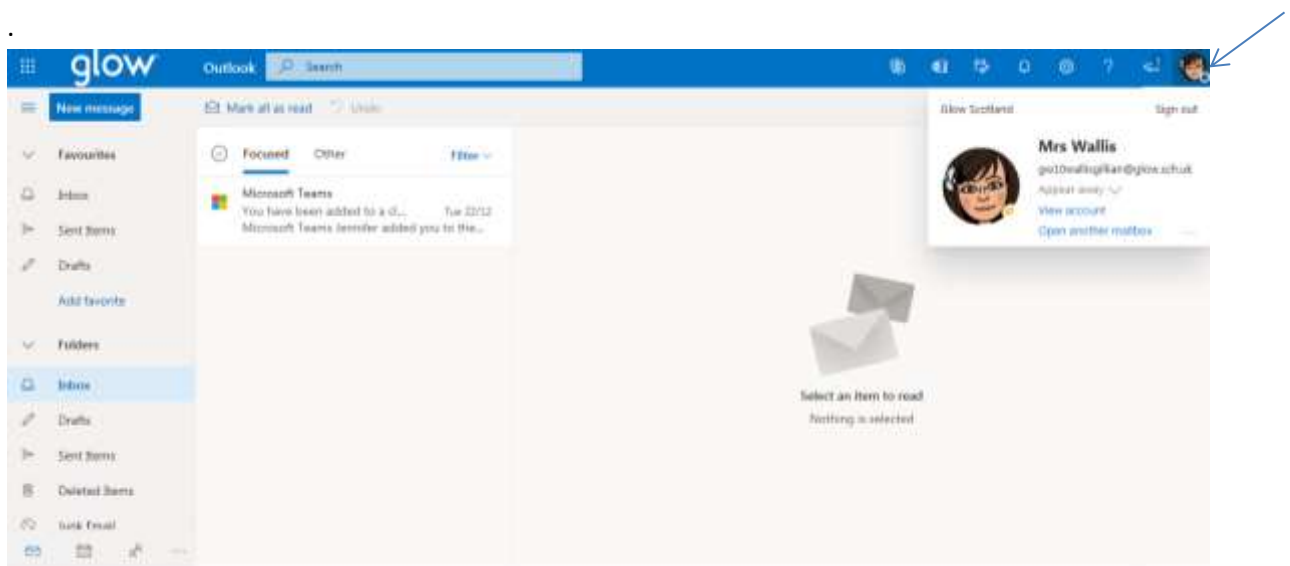 .
glow
Outlook Search
New message Mark all as read Undo
Glow Scotland Sign out
Favourites
Focused Other Filter
Mrs Wallis
Inbox
Microsoft Teams
You have been added to a cl... Tue 22/12
Microsoft Teams Jennifer added you to the...
Appear away
View account
Open another mailbox ...
Sent Items
Drafts
Add favorite
Folders
Inbox
Select an item to read
Nothing is selected
Drafts
Sent Items
Deleted Items
Junk Email